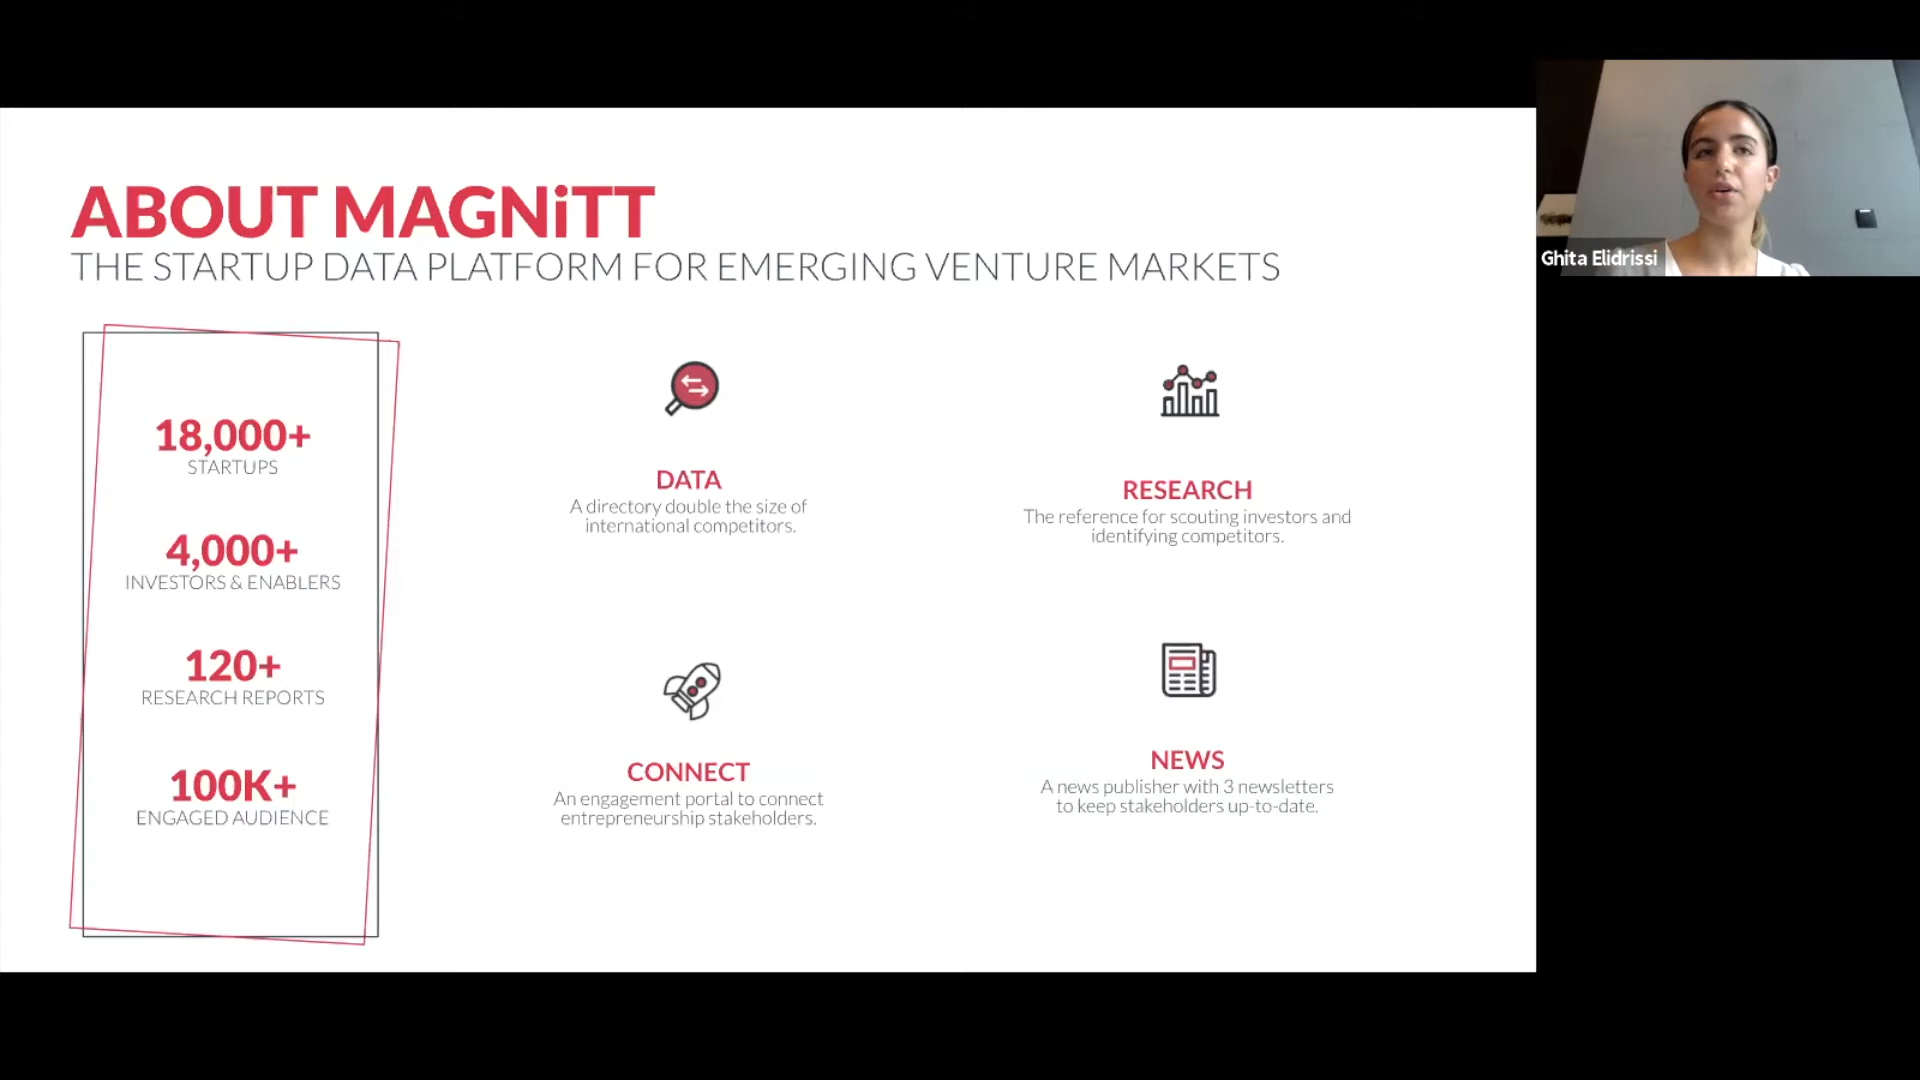 ABOUT MAGNiTT
THE STARTUP DATA PLATFORM FOR EMERGING VENTURE MARKETS
18,000+
STARTUPS
4,000+
INVESTORS & ENABLERS
120+
RESEARCH REPORTS
100K+
ENGAGED AUDIENCE
DATA
A directory double the size of
international competitors.
RESEARCH
The reference for scouting investors and
identifying competitors.
CONNECT
An engagement portal to connect
entrepreneurship stakeholders.
NEWS
A news publisher with 3 newsletters
to keep stakeholders up-to-date.
Ghita Elidrissi